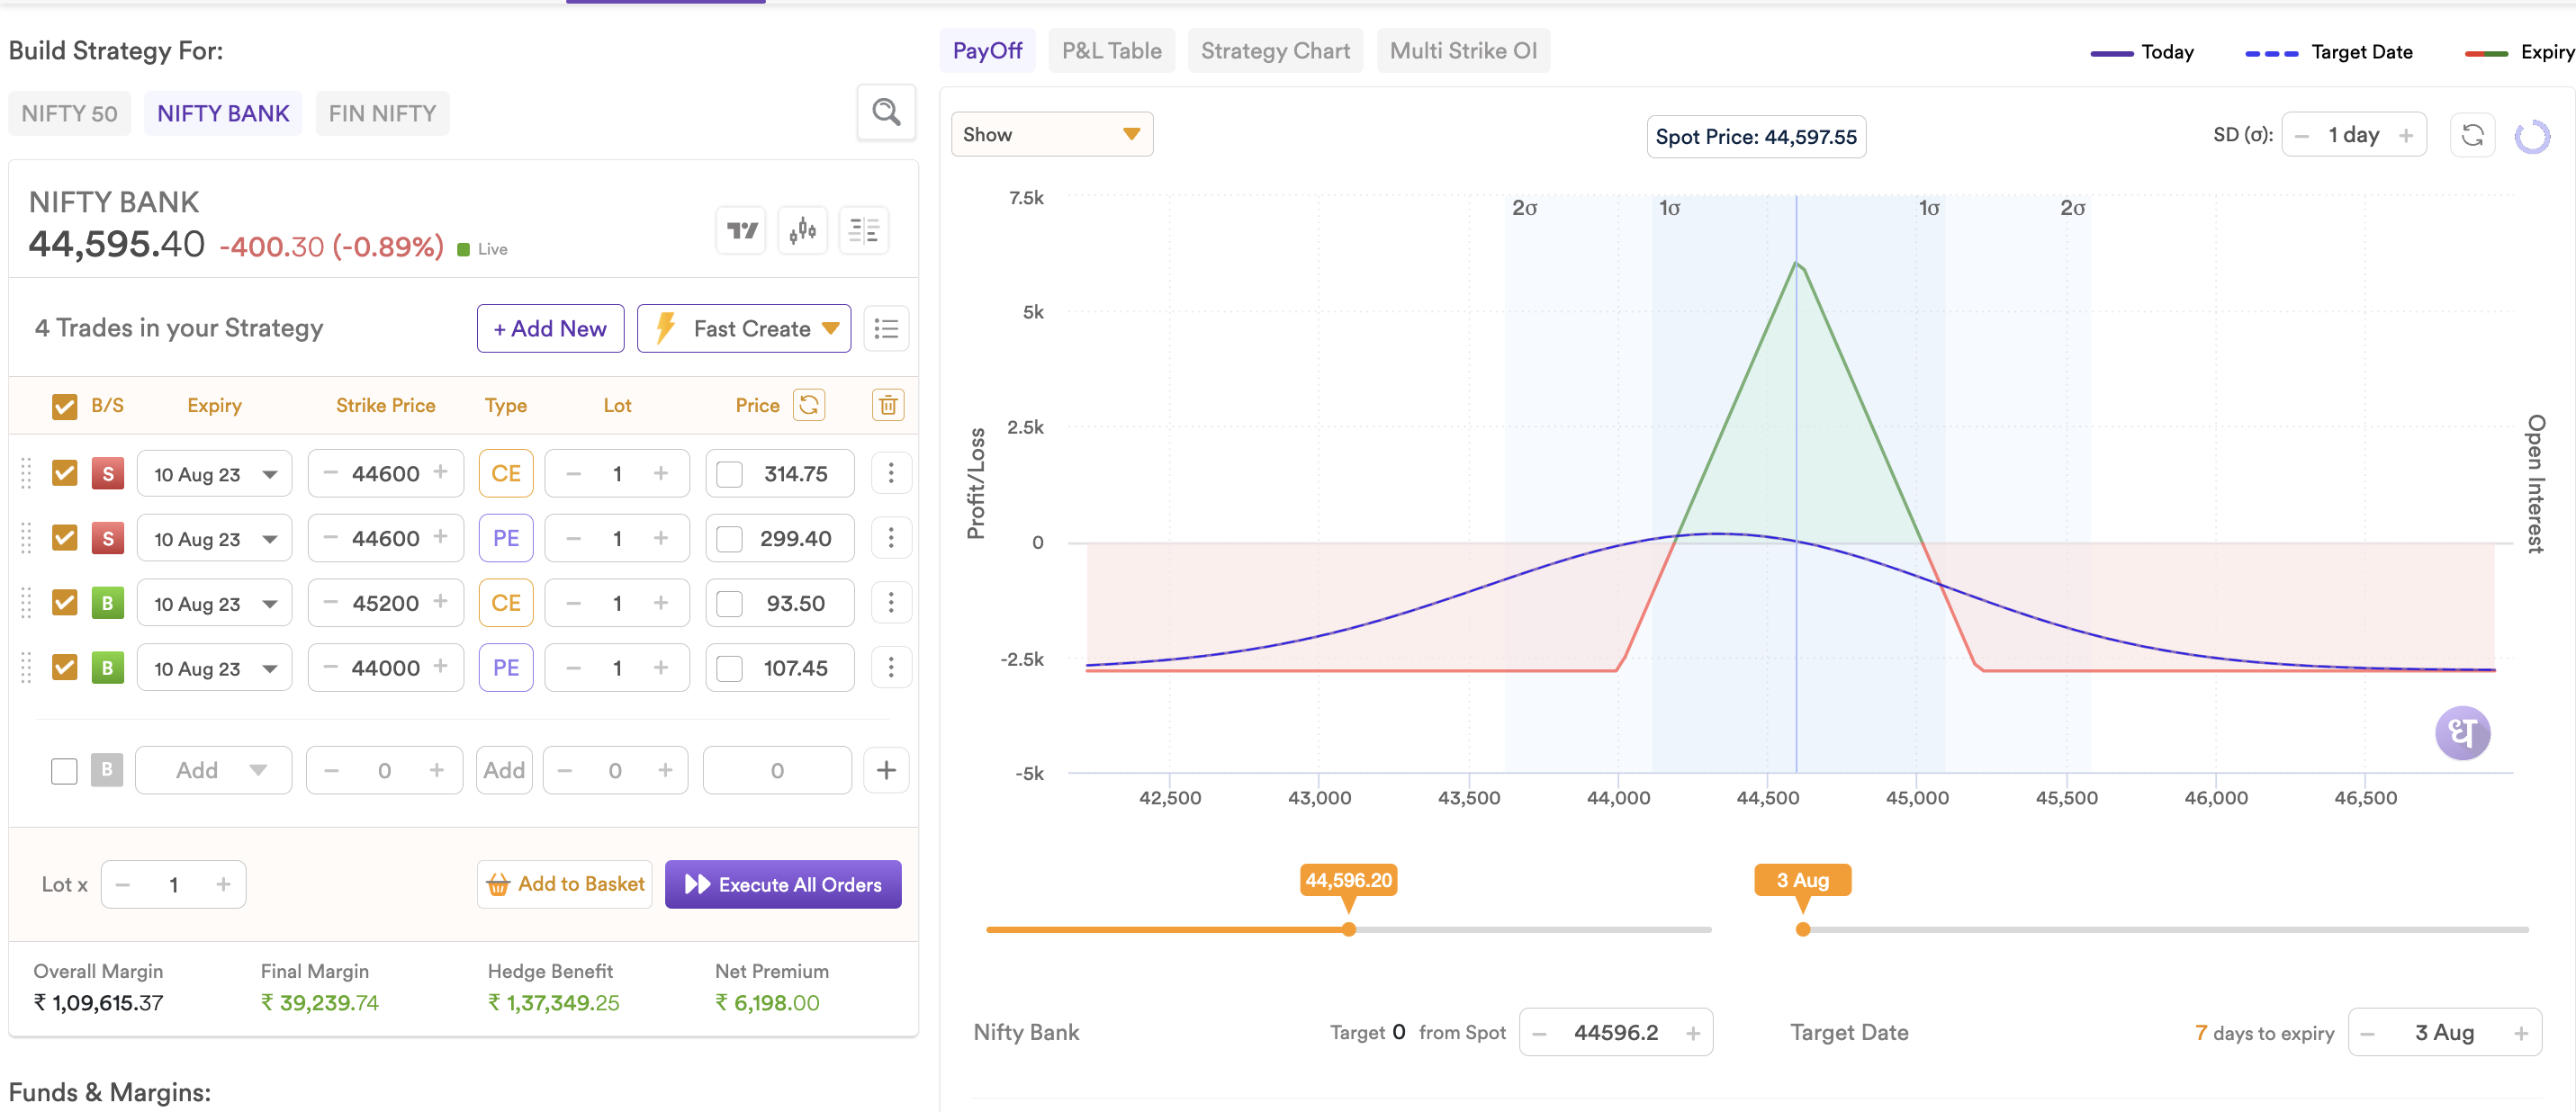 Build Strategy For:
NIFTY 50 NIFTY BANK FIN NIFTY
NIFTY BANK
44,595.40 -400.30 (-0.89%) Live
4 Trades in your Strategy + Add New Fast Create
B/S Expiry Strike Price Type Lot Price
S 10 Aug 23 − 44600 + CE − 1 + 314.75
S 10 Aug 23 − 44600 + PE − 1 + 299.40
B 10 Aug 23 − 45200 + CE − 1 + 93.50
B 10 Aug 23 − 44000 + PE − 1 + 107.45
B Add − 0 + Add − 0 + 0 +
Lot x − 1 + Add to Basket Execute All Orders
Overall Margin Final Margin Hedge Benefit Net Premium
₹ 1,09,615.37 ₹ 39,239.74 ₹ 1,37,349.25 ₹ 6,198.00
Funds & Margins:
PayOff P&L Table Strategy Chart Multi Strike OI
Today Target Date Expiry
Show Spot Price: 44,597.55 SD (σ): − 1 day +
2σ 1σ 1σ 2σ
7.5k
5k
2.5k
0
-2.5k
-5k
Profit/Loss
Open Interest
42,500 43,000 43,500 44,000 44,500 45,000 45,500 46,000 46,500
ध
44,596.20 3 Aug
Nifty Bank Target 0 from Spot − 44596.2 +
Target Date 7 days to expiry − 3 Aug +